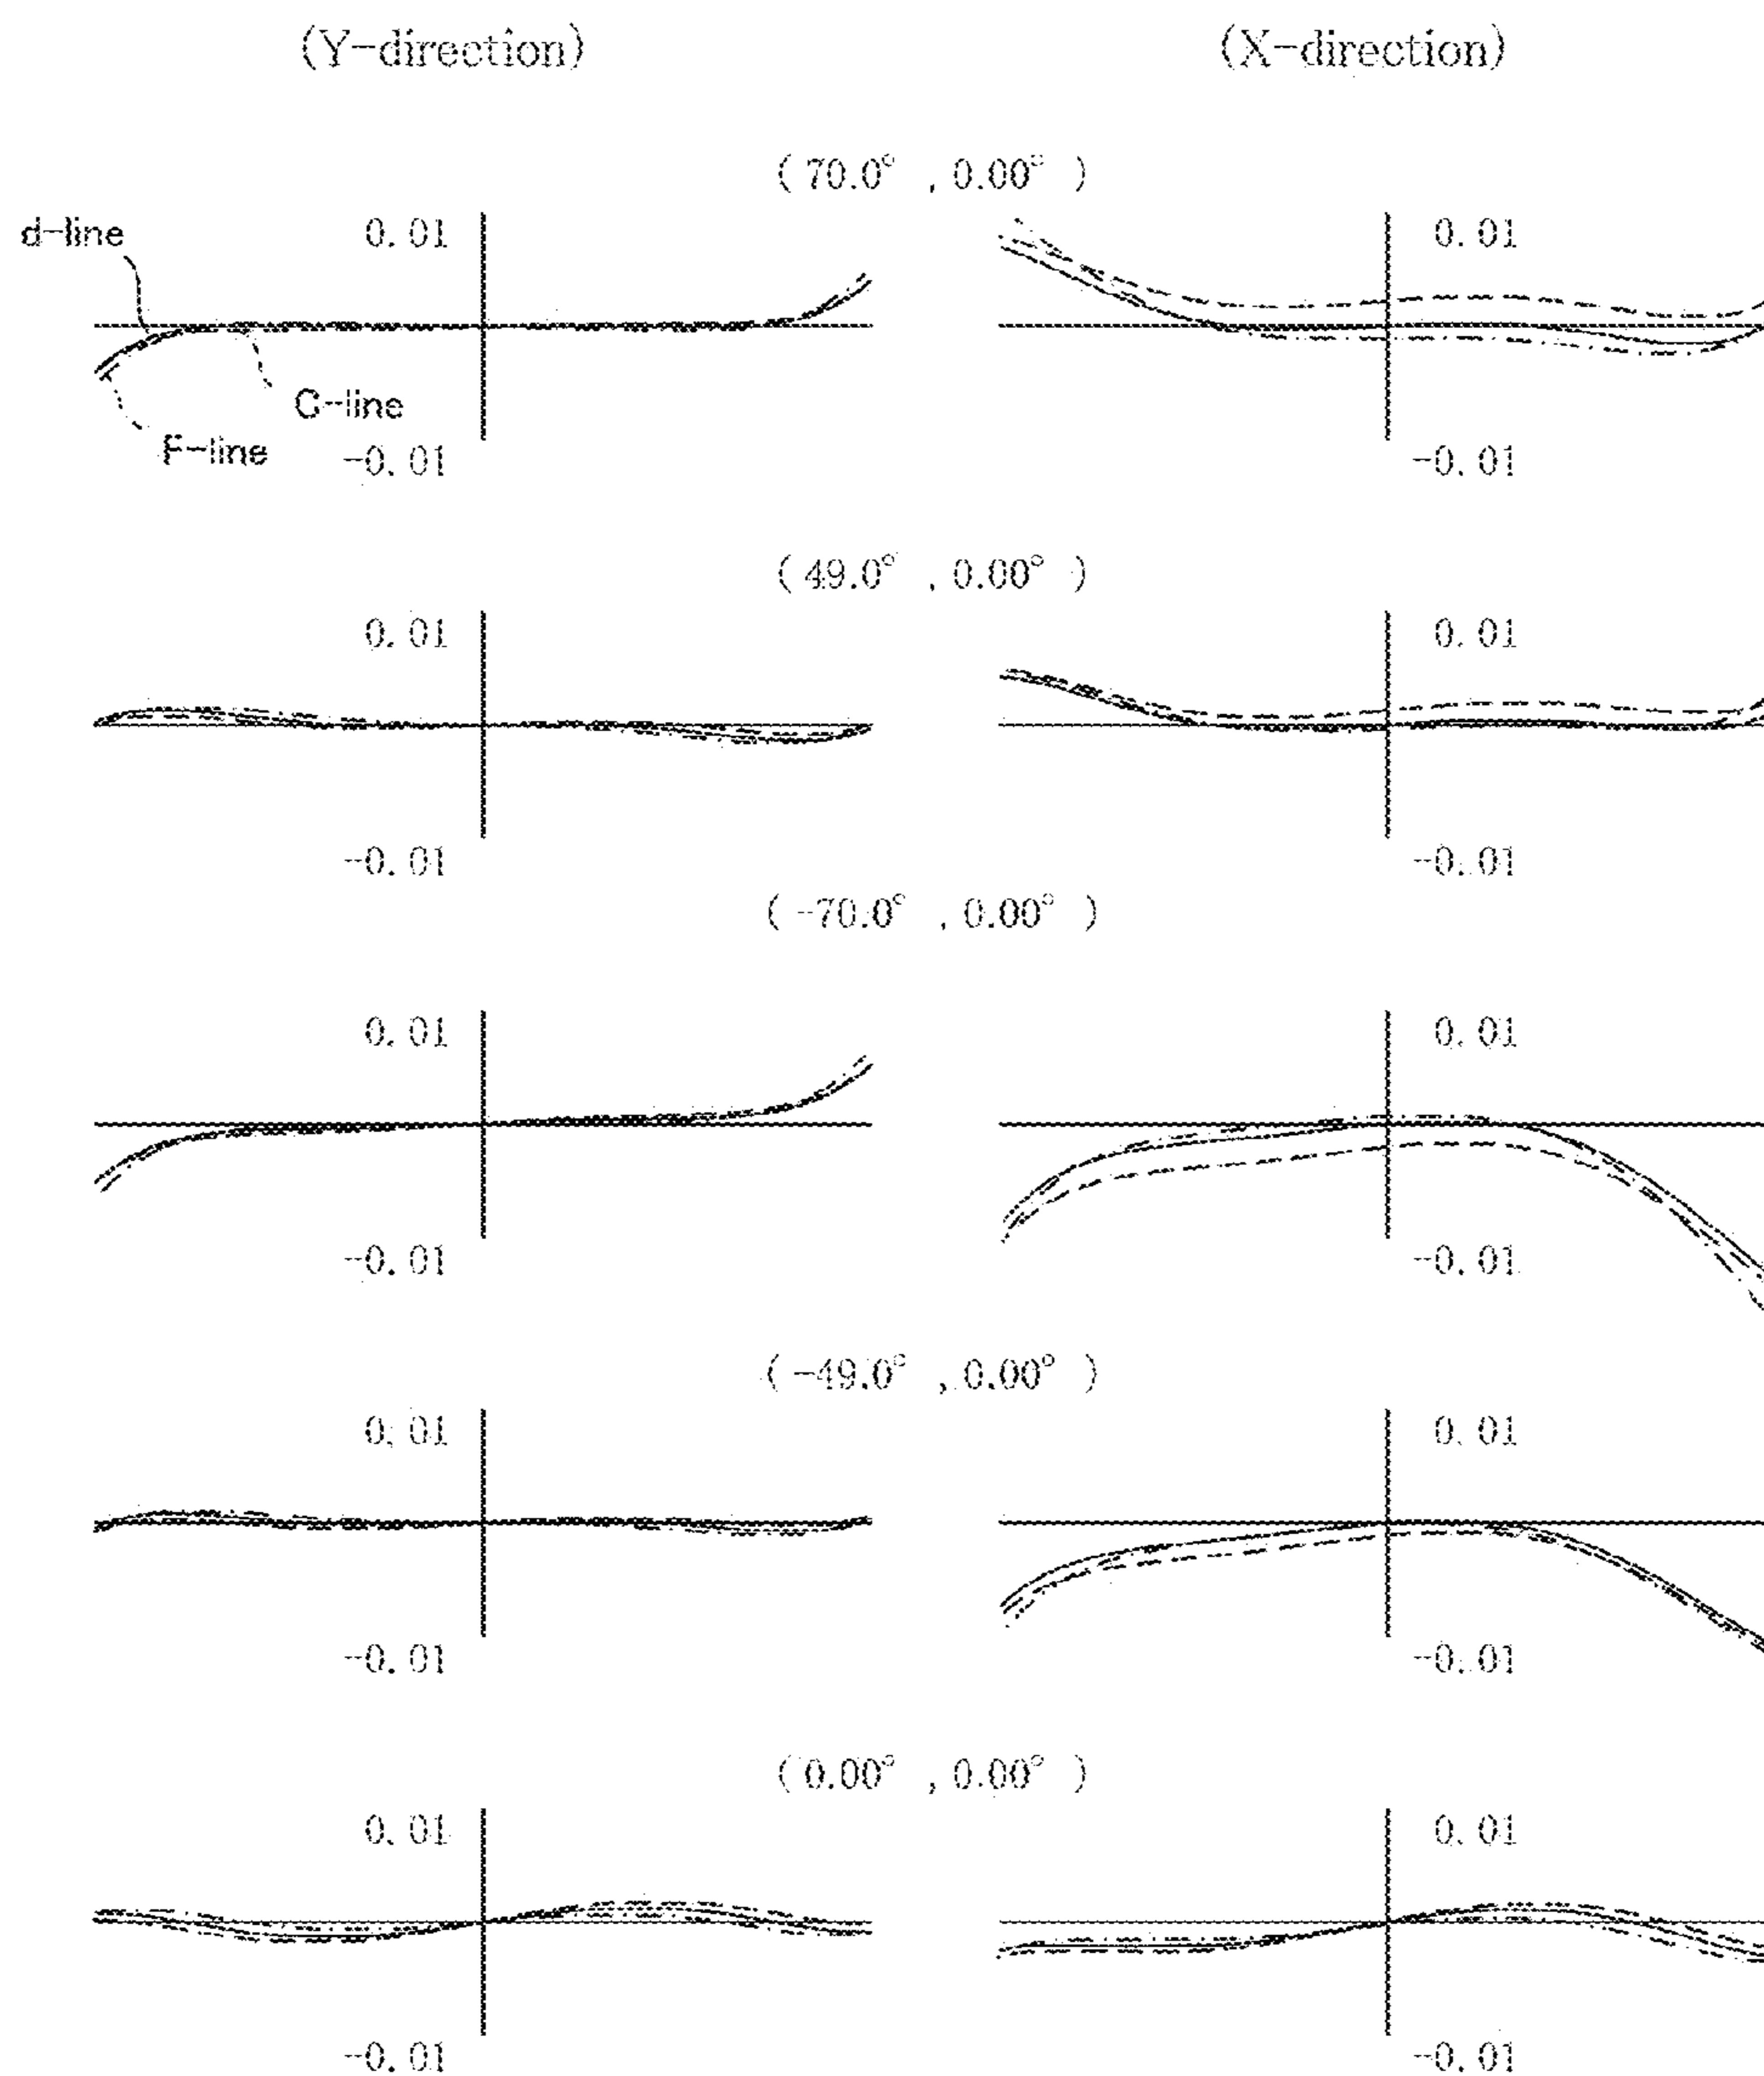 (Y-direction) (X-direction)
( 70.0° , 0.00° )
d-line 0.01 0.01
C-line
F-line -0.01 -0.01
( 49.0° , 0.00° )
0.01 0.01
-0.01 -0.01
( -70.0° , 0.00° )
0.01 0.01
-0.01 -0.01
( -49.0° , 0.00° )
0.01 0.01
-0.01 -0.01
( 0.00° , 0.00° )
0.01 0.01
-0.01 -0.01